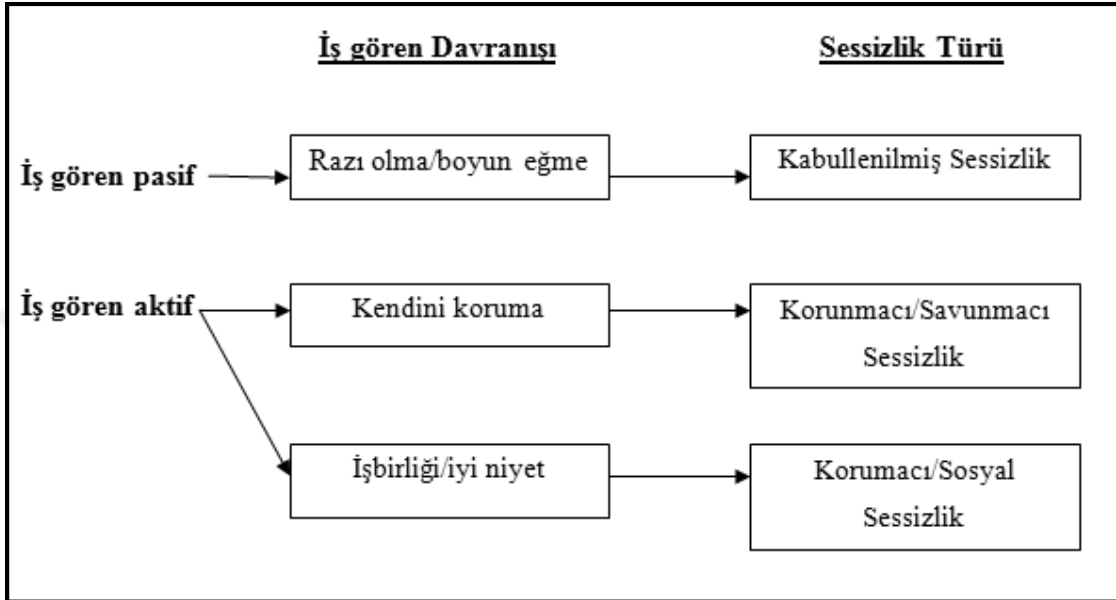 İş gören Davranışı
Sessizlik Türü
İş gören pasif
Razı olma/boyun eğme
Kabullenilmiş Sessizlik
İş gören aktif
Kendini koruma
Korunmacı/Savunmacı
Sessizlik
İşbirliği/iyi niyet
Korumacı/Sosyal
Sessizlik